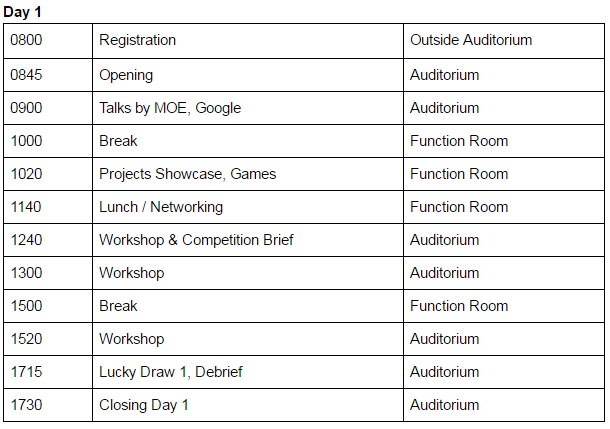 Day 1
0800 Registration Outside Auditorium
0845 Opening Auditorium
0900 Talks by MOE, Google Auditorium
1000 Break Function Room
1020 Projects Showcase, Games Function Room
1140 Lunch / Networking Function Room
1240 Workshop & Competition Brief Auditorium
1300 Workshop Auditorium
1500 Break Function Room
1520 Workshop Auditorium
1715 Lucky Draw 1, Debrief Auditorium
1730 Closing Day 1 Auditorium